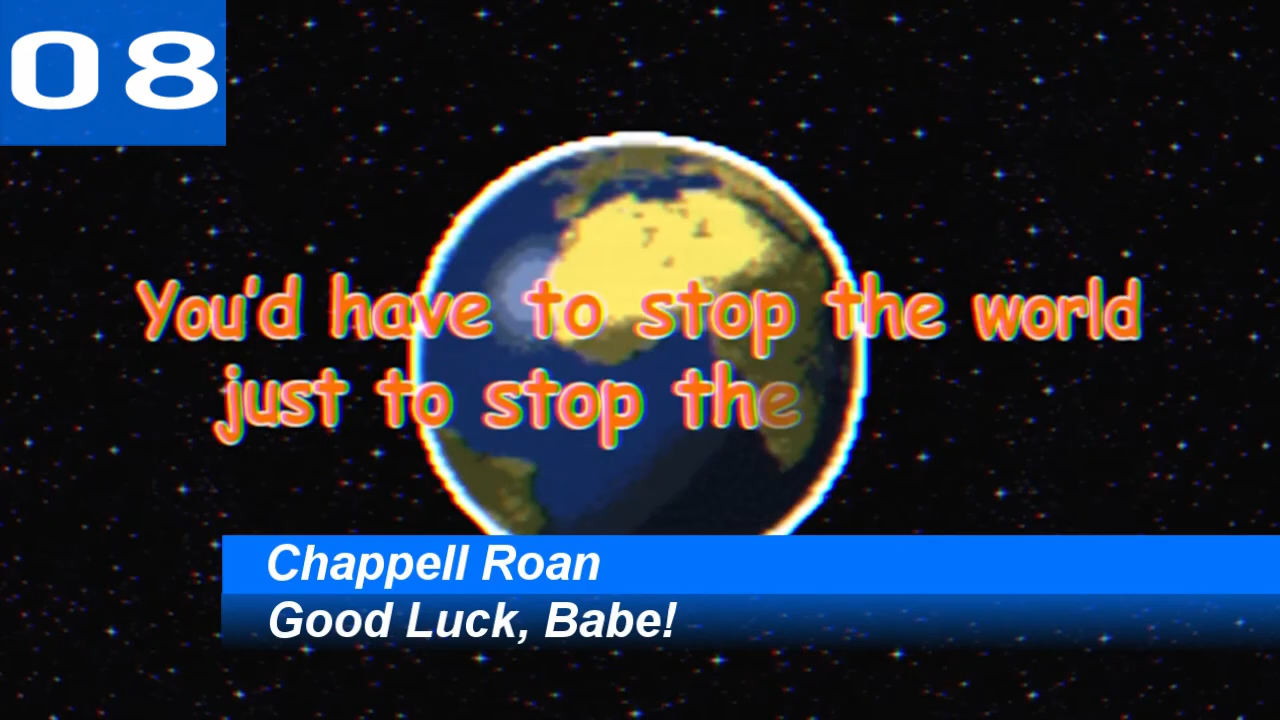 08
You'd have to stop the world
just to stop the
Chappell Roan
Good Luck, Babe!